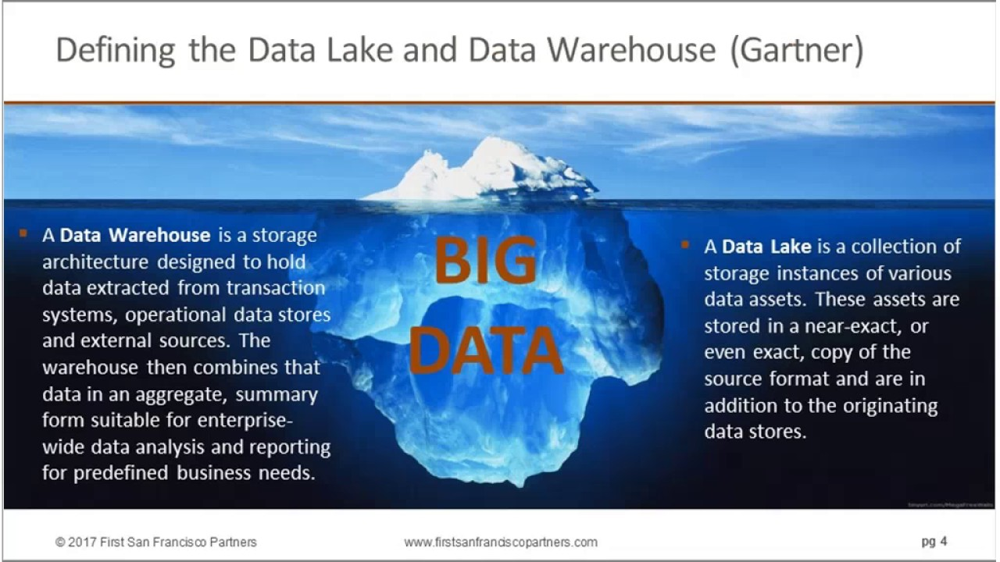 Defining the Data Lake and Data Warehouse (Gartner)
▪ A Data Warehouse is a storage
architecture designed to hold
data extracted from transaction
systems, operational data stores
and external sources. The
warehouse then combines that
data in an aggregate, summary
form suitable for enterprise-
wide data analysis and reporting
for predefined business needs.
BIG
DATA
▪ A Data Lake is a collection of
storage instances of various
data assets. These assets are
stored in a near-exact, or
even exact, copy of the
source format and are in
addition to the originating
data stores.
© 2017 First San Francisco Partners
www.firstsanfranciscopartners.com
pg 4